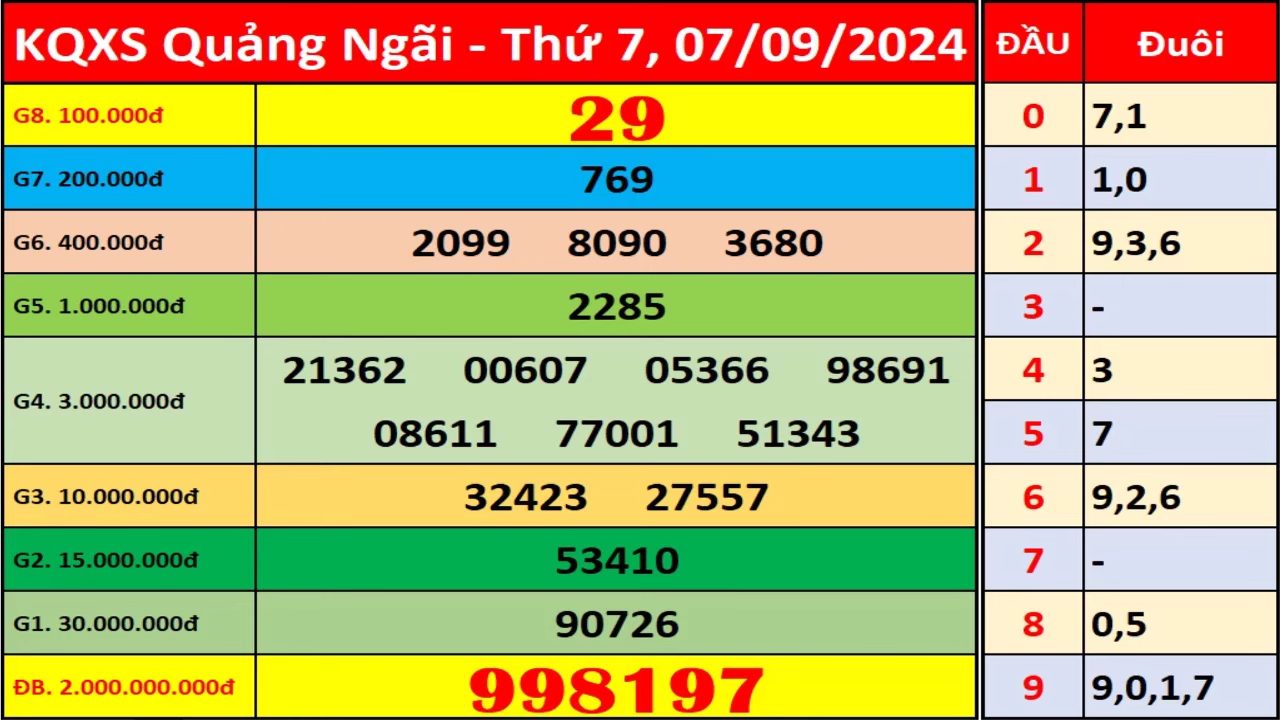 KQXS Quảng Ngãi - Thứ 7, 07/09/2024 ĐẦU Đuôi
G8. 100.000đ 29 0 7,1
G7. 200.000đ 769 1 1,0
G6. 400.000đ 2099 8090 3680 2 9,3,6
G5. 1.000.000đ 2285 3 -
21362 00607 05366 98691 4 3
G4. 3.000.000đ
08611 77001 51343 5 7
G3. 10.000.000đ 32423 27557 6 9,2,6
G2. 15.000.000đ 53410 7 -
G1. 30.000.000đ 90726 8 0,5
ĐB. 2.000.000.000đ 998197 9 9,0,1,7